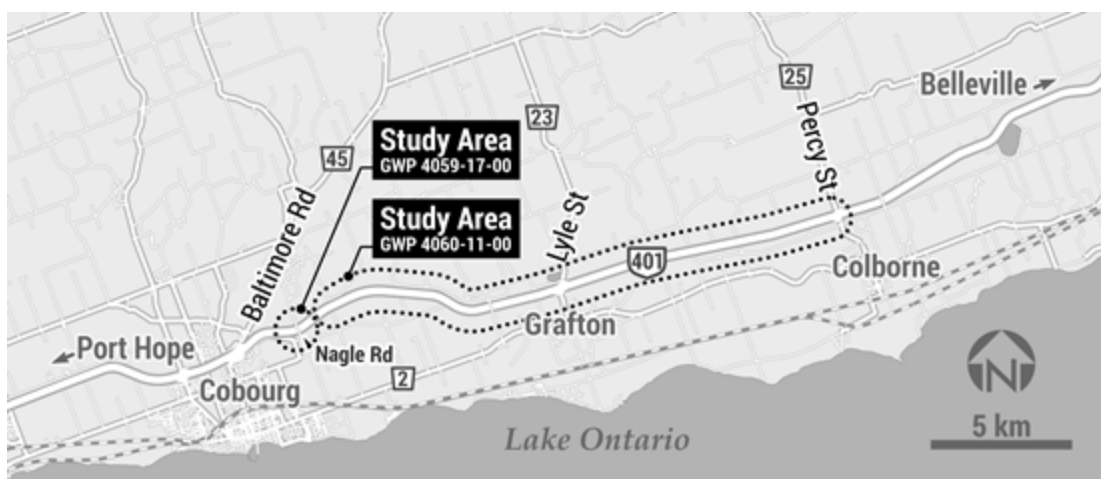 25
Belleville
23
Study Area
GWP 4059-17-00
45
Percy St
Study Area
GWP 4060-11-00
Baltimore Rd
Lyle St
401
Colborne
Grafton
Port Hope
Nagle Rd
2
Cobourg
N
5 km
Lake Ontario